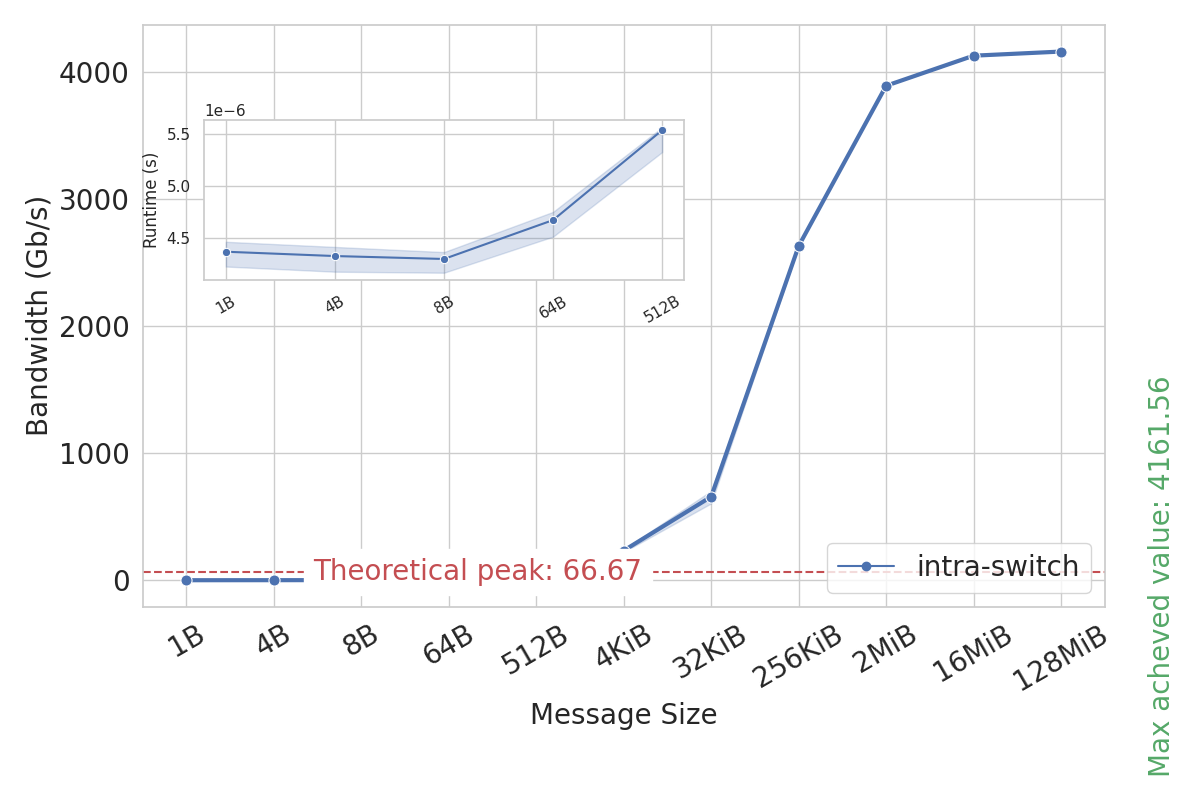 4000
3000
2000
1000
0
Bandwidth (Gb/s)
1e−6
5.5
5.0
4.5
Runtime (s)
1B
4B
8B
64B
512B
Theoretical peak: 66.67
intra-switch
1B
4B
8B
64B
512B
4KiB
32KiB
256KiB
2MiB
16MiB
128MiB
Message Size
Max acheved value: 4161.56